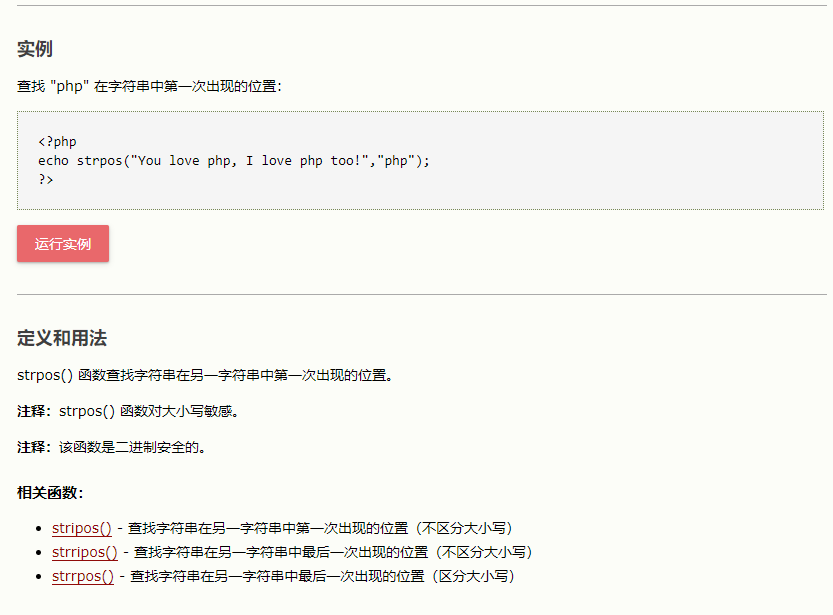 实例
查找 "php" 在字符串中第一次出现的位置：
<?php
echo strpos("You love php, I love php too!","php");
?>
运行实例
定义和用法
strpos() 函数查找字符串在另一字符串中第一次出现的位置。
注释：strpos() 函数对大小写敏感。
注释：该函数是二进制安全的。
相关函数：
stripos() - 查找字符串在另一字符串中第一次出现的位置（不区分大小写）
strripos() - 查找字符串在另一字符串中最后一次出现的位置（不区分大小写）
strrpos() - 查找字符串在另一字符串中最后一次出现的位置（区分大小写）